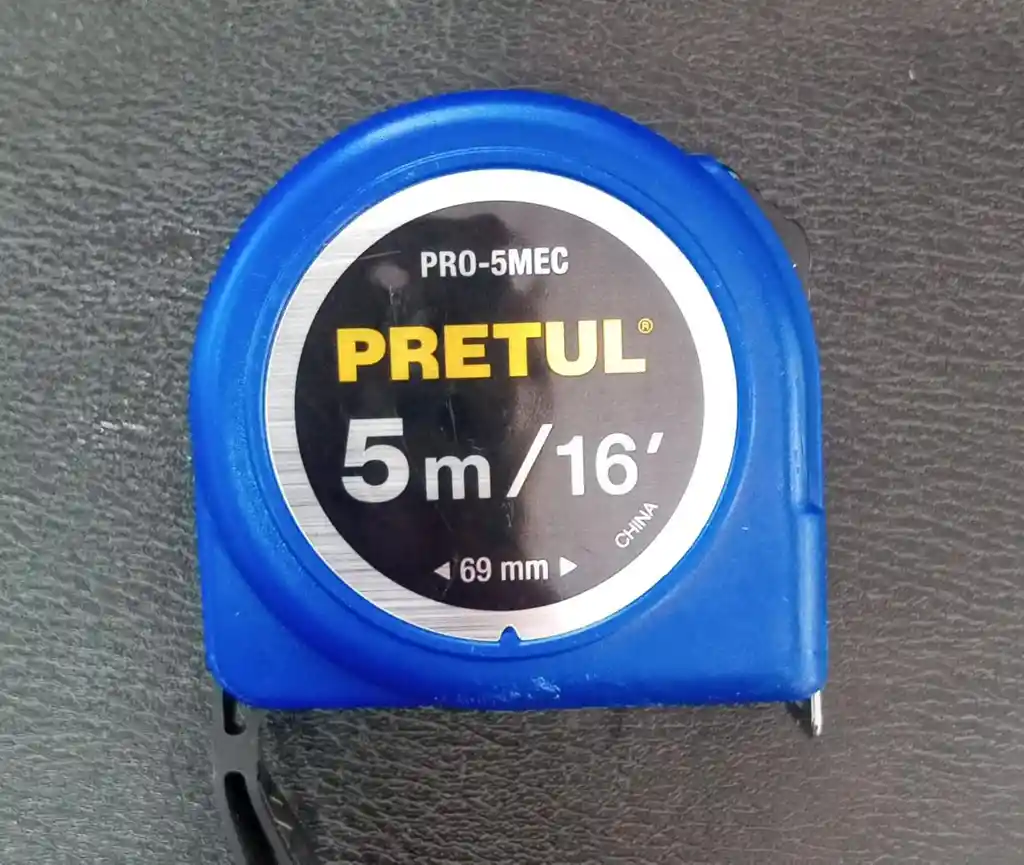 PRO-5MEC
PRETUL®
5m/16'
CHINA
◄ 69 mm ►